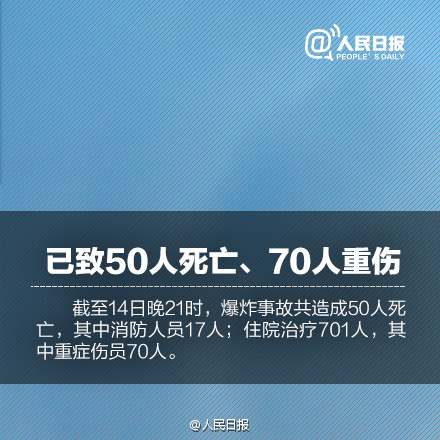 @人民日报
PEOPLE'S DAILY
已致50人死亡、70人重伤
截至14日晚21时，爆炸事故共造成50人死
亡，其中消防人员17人；住院治疗701人，其
中重症伤员70人。
@人民日报